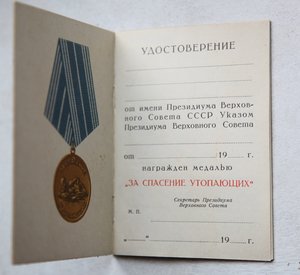 УДОСТОВЕРЕНИЕ
от имени Президиума Верхов-
ного Совета СССР Указом
Президиума Верховного Совета
от 19 г.
награжден медалью
"ЗА СПАСЕНИЕ УТОПАЮЩИХ"
Секретарь Президиума
Верховного Совета
М. П.
" " 19 г.